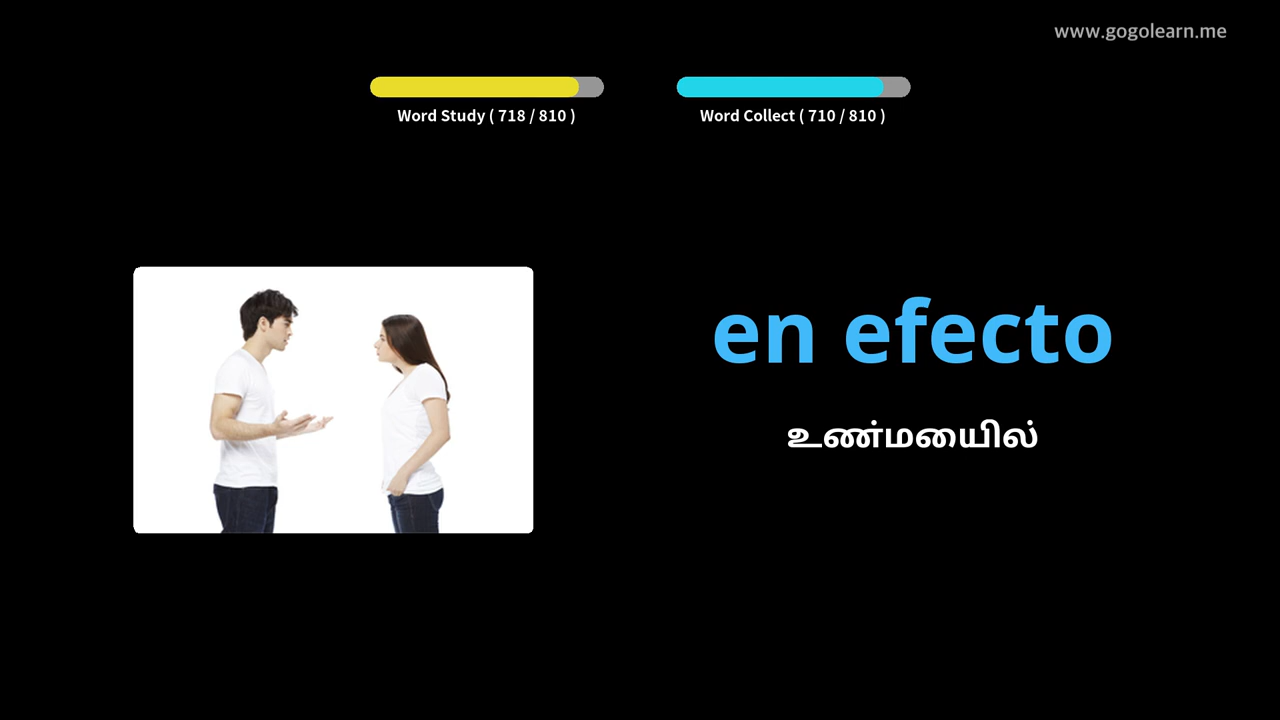 www.gogolearn.me
Word Study ( 718 / 810 )
Word Collect ( 710 / 810 )
en efecto
உண்மையில்